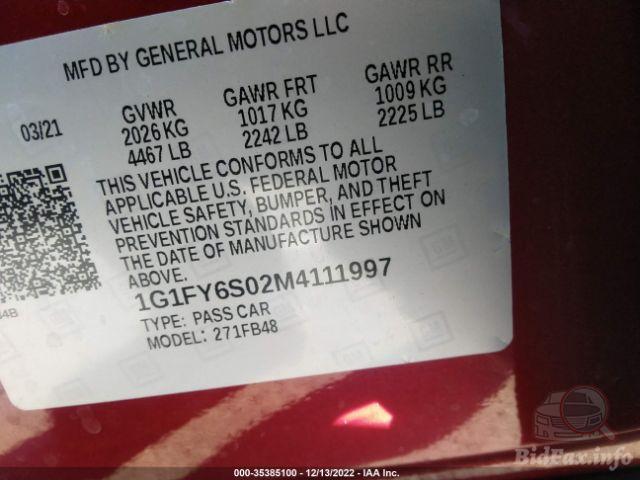 MFD BY GENERAL MOTORS LLC
03/21
GVWR
2026 KG
4467 LB
GAWR FRT
1017 KG
2242 LB
GAWR RR
1009 KG
2225 LB
THIS VEHICLE CONFORMS TO ALL
APPLICABLE U.S. FEDERAL MOTOR
VEHICLE SAFETY, BUMPER, AND THEFT
PREVENTION STANDARDS IN EFFECT ON
THE DATE OF MANUFACTURE SHOWN
ABOVE.
1G1FY6S02M4111997
TYPE: PASS CAR
MODEL: 271FB48
BidFax.info
000-35385100 - 12/13/2022 - IAA Inc.